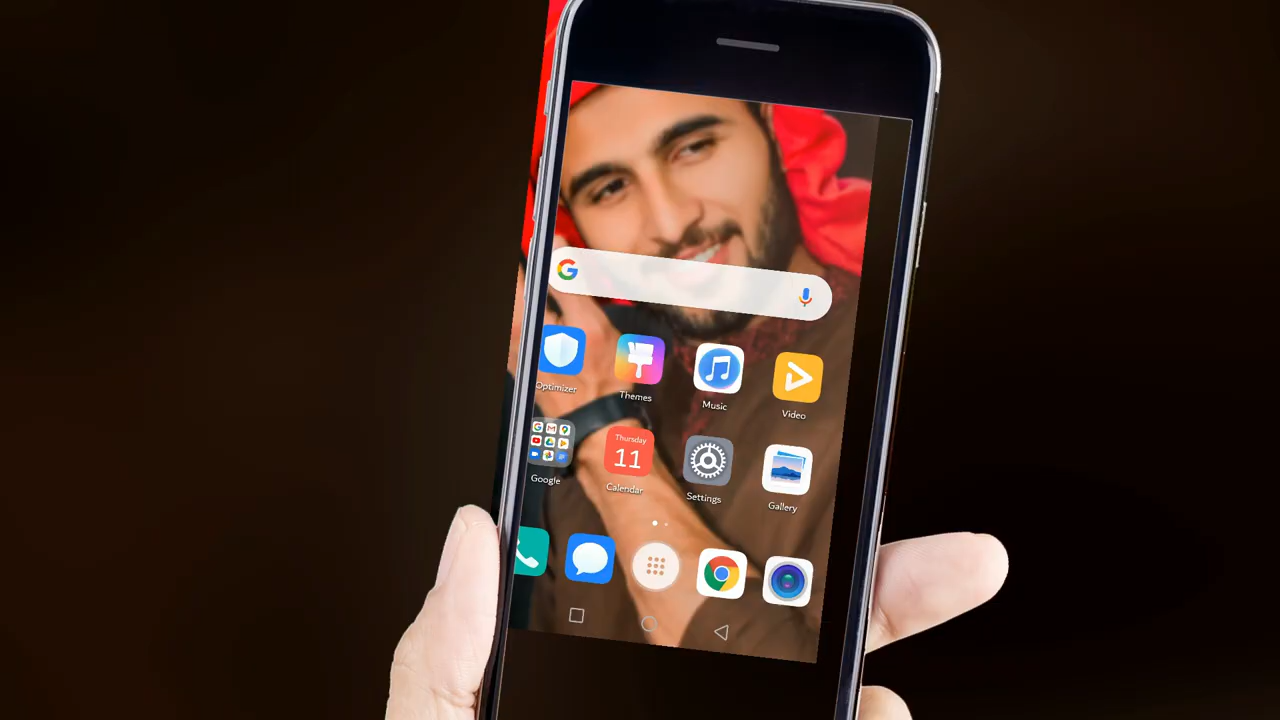 Optimizer
Themes
Music
Video
Google
Thursday
11
Calendar
Settings
Gallery